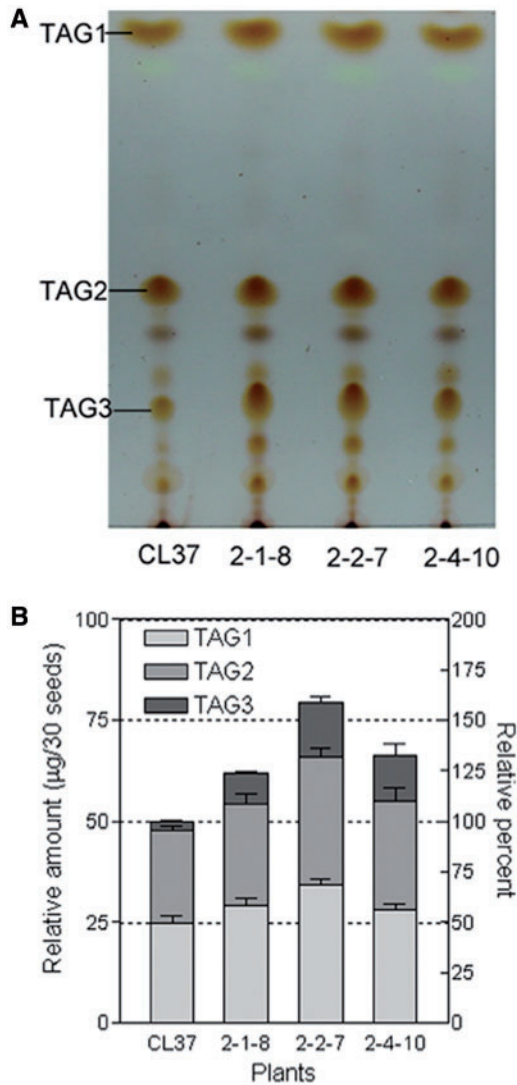 A
TAG1
TAG2
TAG3
CL37 2-1-8 2-2-7 2-4-10
B
Relative amount (µg/30 seeds)
100
75
50
25
0
TAG1
TAG2
TAG3
200
175
150
125
100
75
50
25
0
Relative percent
CL37 2-1-8 2-2-7 2-4-10
Plants